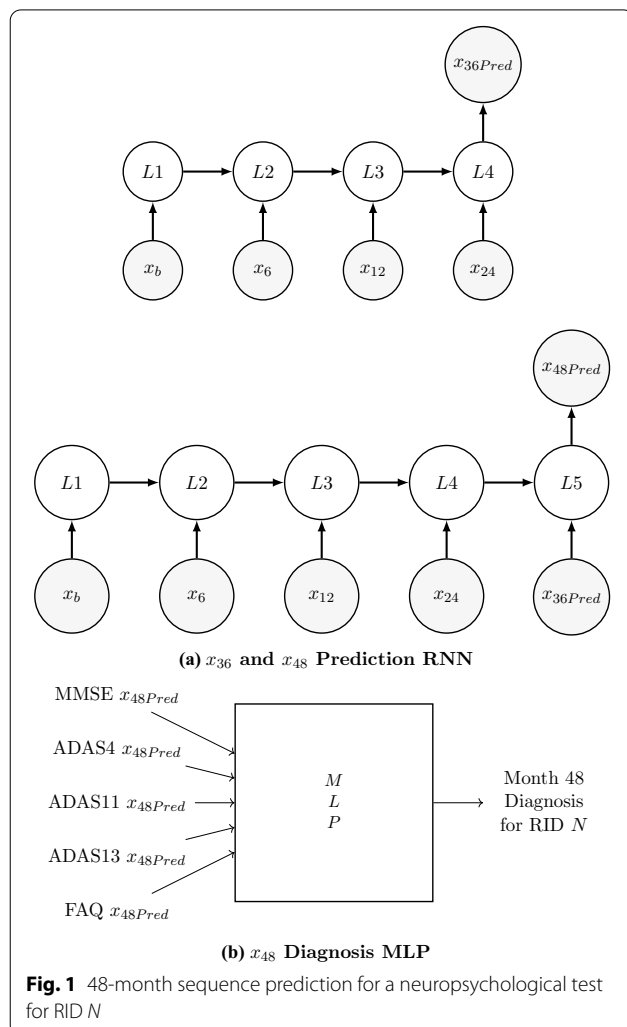 x36Pred
L1 L2 L3 L4
xb x6 x12 x24
x48Pred
L1 L2 L3 L4 L5
xb x6 x12 x24 x36Pred
(a) x36 and x48 Prediction RNN
MMSE x48Pred
ADAS4 x48Pred
ADAS11 x48Pred
ADAS13 x48Pred
FAQ x48Pred
M
L
P
Month 48
Diagnosis
for RID N
(b) x48 Diagnosis MLP
Fig. 1 48-month sequence prediction for a neuropsychological test
for RID N